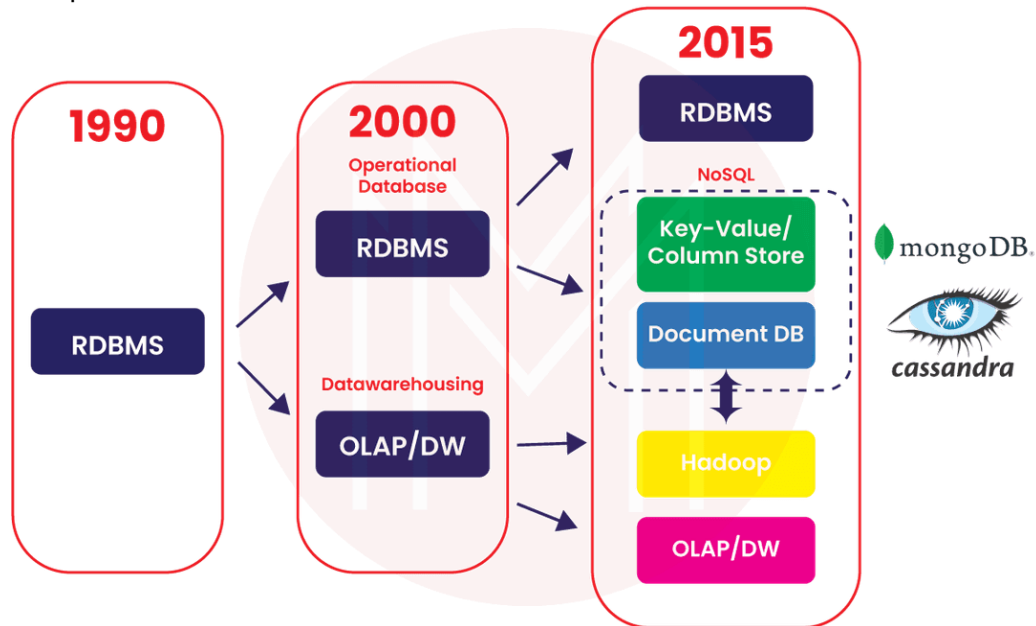 1990
RDBMS
2000
Operational
Database
RDBMS
Datawarehousing
OLAP/DW
2015
RDBMS
NoSQL
Key-Value/
Column Store
Document DB
Hadoop
OLAP/DW
mongoDB.
cassandra